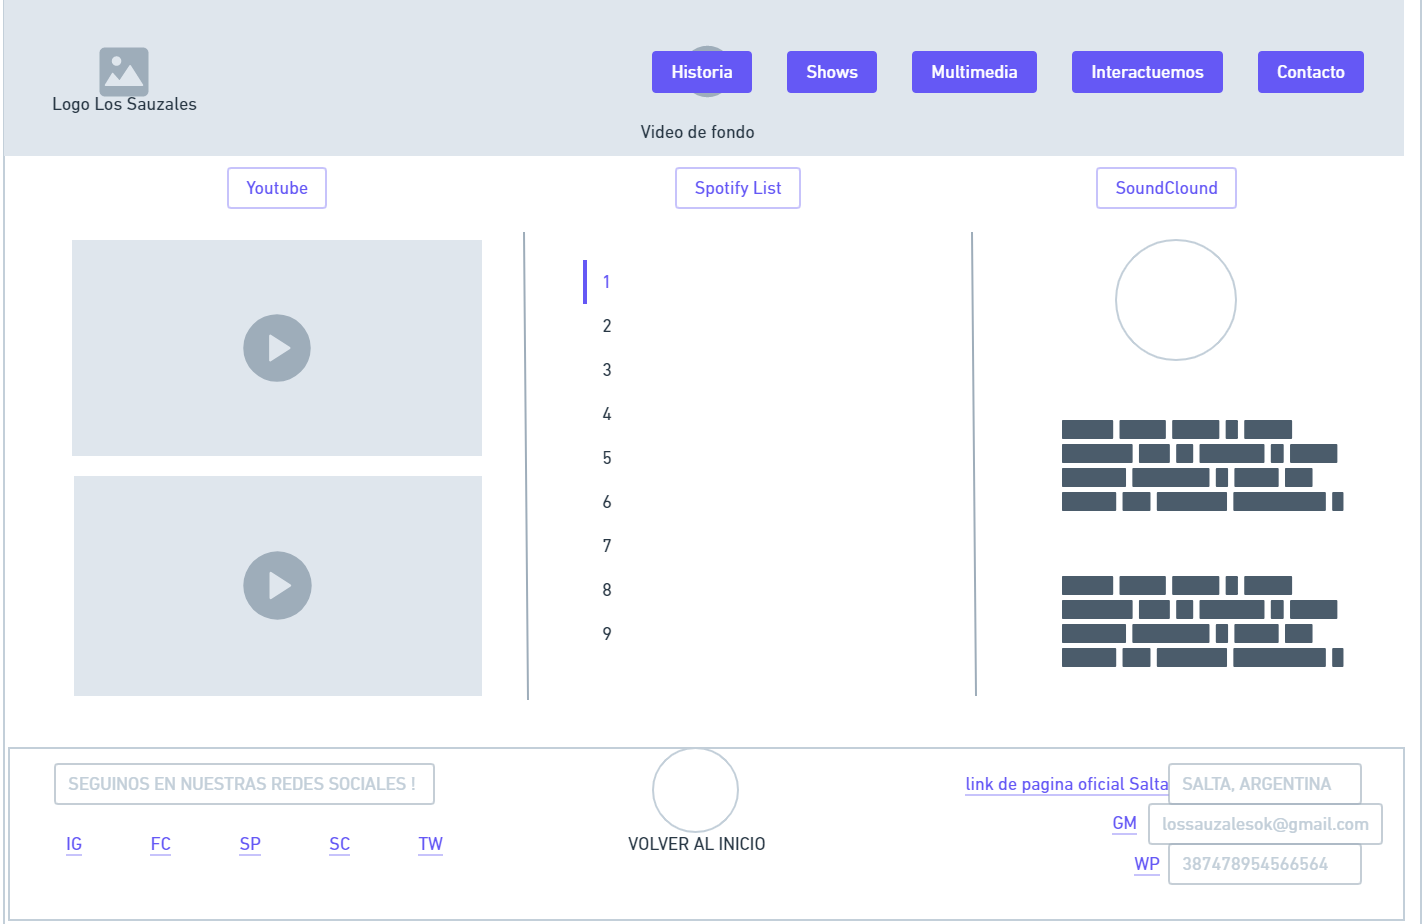 Logo Los Sauzales
Historia
Shows
Multimedia
Interactuemos
Contacto
Video de fondo
Youtube
Spotify List
SoundClound
1
2
3
4
5
6
7
8
9
SEGUINOS EN NUESTRAS REDES SOCIALES !
IG
FC
SP
SC
TW
VOLVER AL INICIO
link de pagina oficial Salta
SALTA, ARGENTINA
GM
lossauzalesok@gmail.com
WP
387478954566564